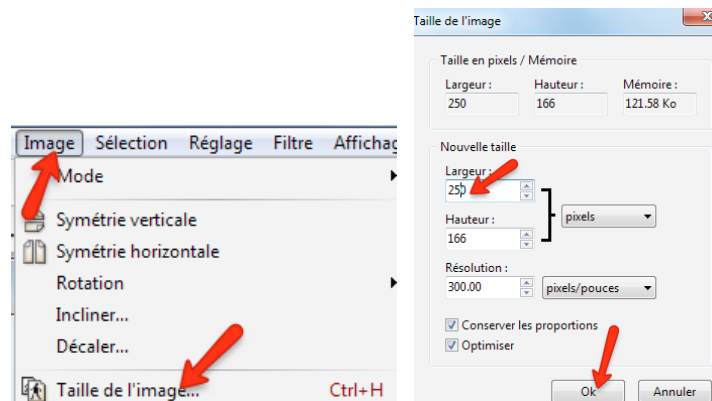 Image Sélection Réglage Filtre Affichag
Mode
Symétrie verticale
Symétrie horizontale
Rotation
Incliner...
Décaler...
Taille de l'image... Ctrl+H
Taille de l'image
Taille en pixels / Mémoire
Largeur : Hauteur : Mémoire :
250 166 121.58 Ko
Nouvelle taille
Largeur :
250
Hauteur : pixels
166
Résolution :
300.00 pixels/pouces
Conserver les proportions
Optimiser
Ok Annuler